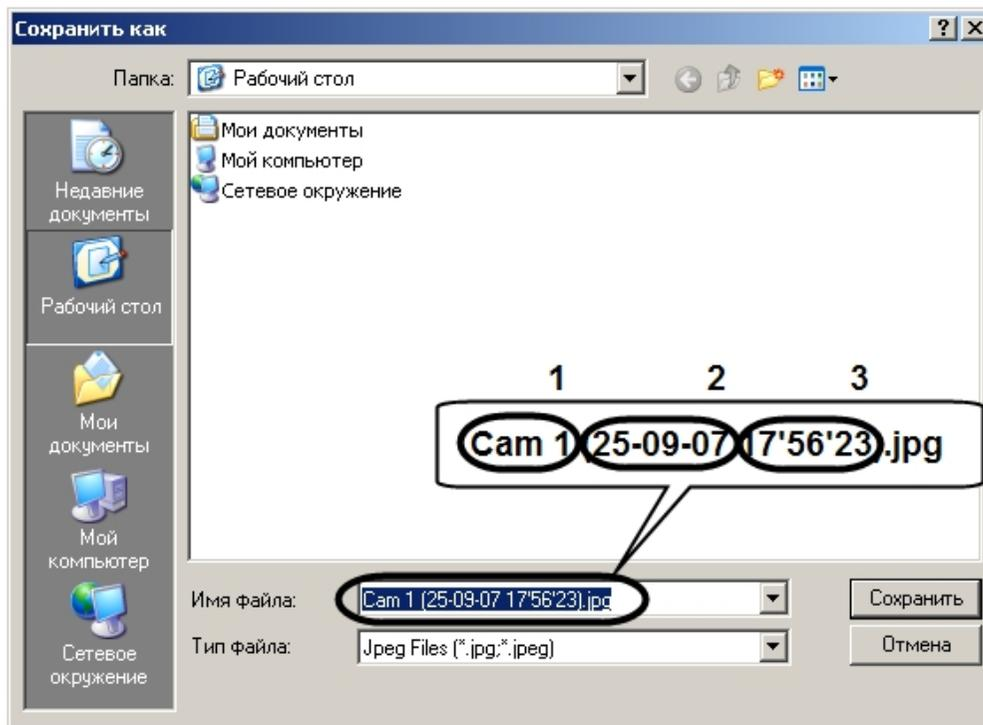 Сохранить как
Папка: Рабочий стол
Мои документы
Мой компьютер
Сетевое окружение
Недавние
документы
Рабочий стол
Мои
документы
Мой
компьютер
Сетевое
окружение
1 2 3
Cam 1 (25-09-07 17'56'23).jpg
Имя файла: Cam 1 (25-09-07 17'56'23).jpg
Сохранить
Тип файла: Jpeg Files (*.jpg;*.jpeg)
Отмена